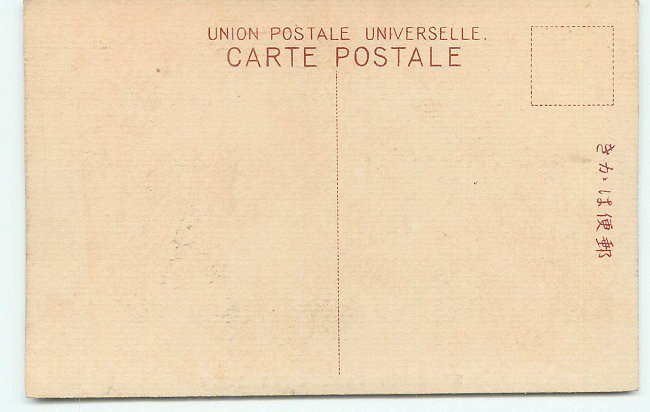 UNION POSTALE UNIVERSELLE.
CARTE POSTALE
郵便はかき